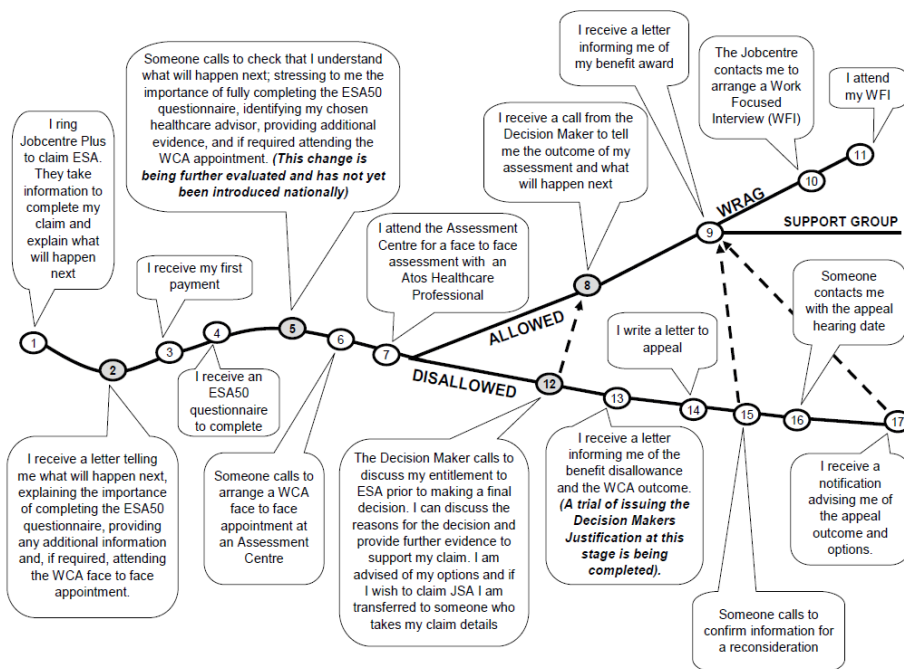 I ring
Jobcentre Plus
to claim ESA.
They take
information to
complete my
claim and
explain what
will happen
next
1
I receive a letter telling
me what will happen next,
explaining the importance
of completing the ESA50
questionnaire, providing
any additional information
and, if required, attending
the WCA face to face
appointment.
2
I receive my first
payment
3
4
I receive an
ESA50
questionnaire
to complete
Someone calls to check that I understand
what will happen next; stressing to me the
importance of fully completing the ESA50
questionnaire, identifying my chosen
healthcare advisor, providing additional
evidence, and if required attending the
WCA appointment. (This change is
being further evaluated and has not yet
been introduced nationally)
5
6
Someone calls to
arrange a WCA
face to face
appointment at
an Assessment
Centre
I attend the Assessment
Centre for a face to face
assessment with an
Atos Healthcare
Professional
7
ALLOWED
I receive a call from the
Decision Maker to tell
me the outcome of my
assessment and what
will happen next
8
I receive a letter
informing me of
my benefit award
9
WRAG
SUPPORT GROUP
The Jobcentre
contacts me to
arrange a Work
Focused
Interview (WFI)
10
I attend
my WFI
11
DISALLOWED
12
The Decision Maker calls to
discuss my entitlement to
ESA prior to making a final
decision. I can discuss the
reasons for the decision and
provide further evidence to
support my claim. I am
advised of my options and if
I wish to claim JSA I am
transferred to someone who
takes my claim details
13
I receive a letter
informing me of the
benefit disallowance
and the WCA outcome.
(A trial of issuing the
Decision Makers
Justification at this
stage is being
completed).
I write a letter to
appeal
14
15
Someone calls to
confirm information for
a reconsideration
Someone
contacts me
with the appeal
hearing date
16
17
I receive a
notification
advising me of
the appeal
outcome and
options.